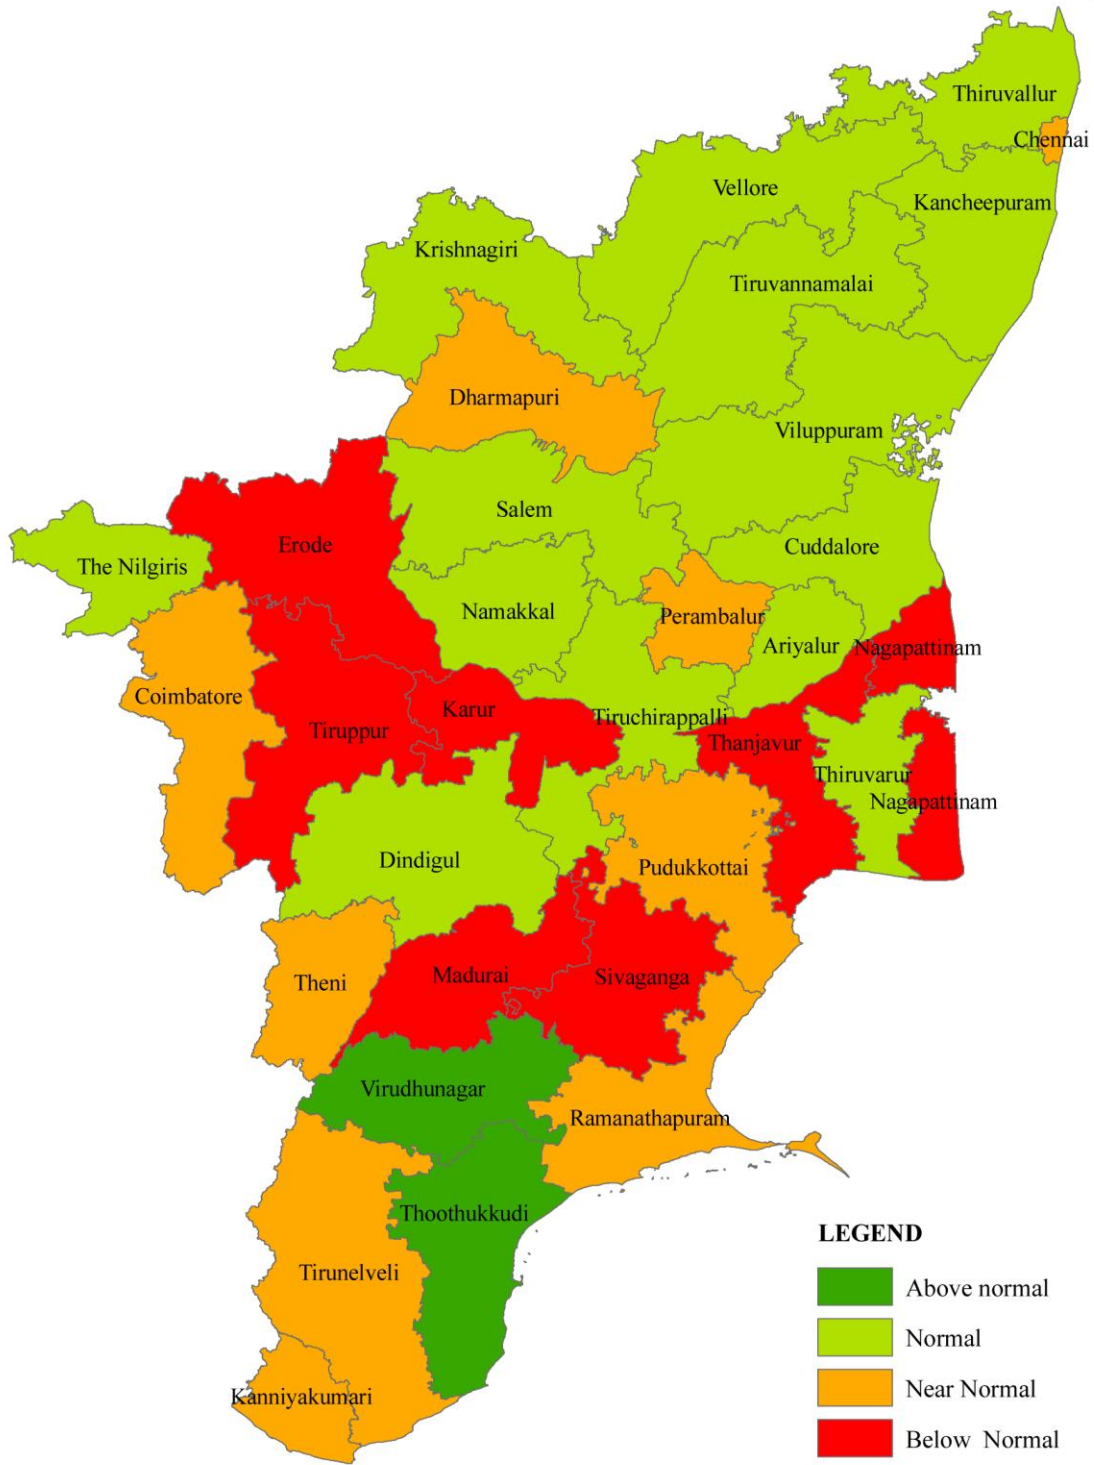 Thiruvallur
Chennai
Vellore
Kancheepuram
Krishnagiri
Tiruvannamalai
Dharmapuri
Viluppuram
Salem
Erode
Cuddalore
The Nilgiris
Namakkal
Perambalur
Ariyalur
Nagapattinam
Coimbatore
Karur
Tiruchirappalli
Tiruppur
Thanjavur
Thiruvarur
Nagapattinam
Dindigul
Pudukkottai
Madurai
Sivaganga
Theni
Virudhunagar
Ramanathapuram
Thoothukkudi
Tirunelveli
Kanniyakumari
LEGEND
Above normal
Normal
Near Normal
Below Normal